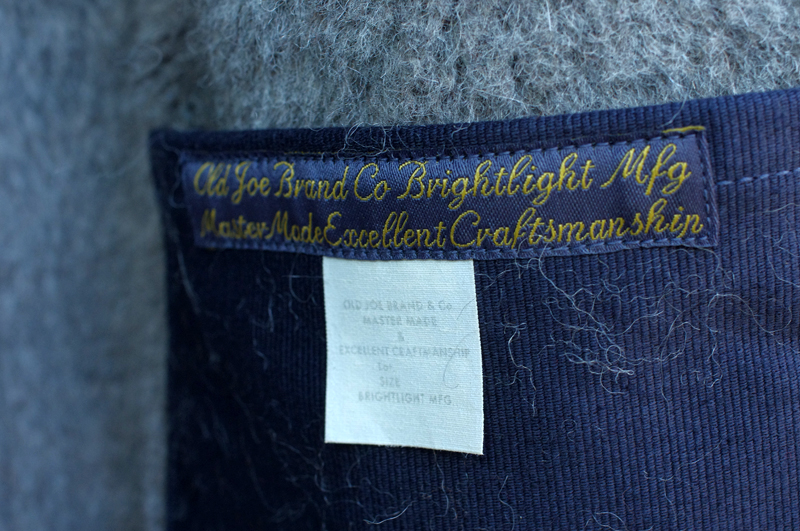 Old Joe Brand Co Brightlight Mfg
Master Made Excellent Craftsmanship
OLD JOE BRAND & Co.
MASTER MADE
&
EXCELLENT CRAFTMANSHIP
SIZE
BRIGHTLIGHT MFG